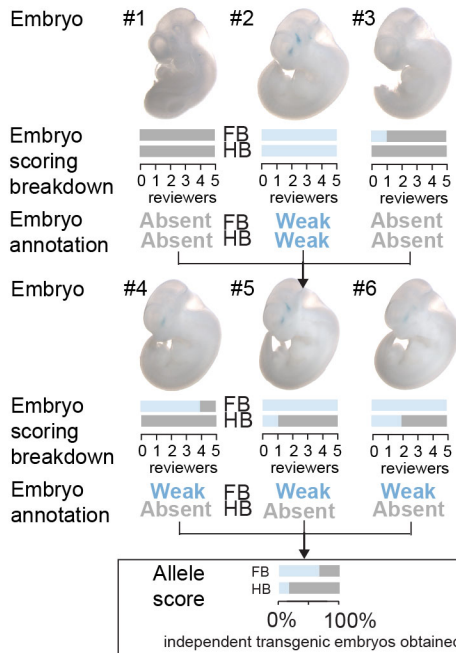 Embryo #1 #2 #3
Embryo FB
scoring HB
breakdown 0 1 2 3 4 5 0 1 2 3 4 5 0 1 2 3 4 5
reviewers reviewers reviewers
Embryo Absent FB Weak Absent
annotation Absent HB Weak Absent
Embryo #4 #5 #6
Embryo FB
scoring HB
breakdown 0 1 2 3 4 5 0 1 2 3 4 5 0 1 2 3 4 5
reviewers reviewers reviewers
Embryo Weak FB Weak Weak
annotation Absent HB Absent Absent
Allele FB
score HB
0% 100%
independent transgenic embryos obtained